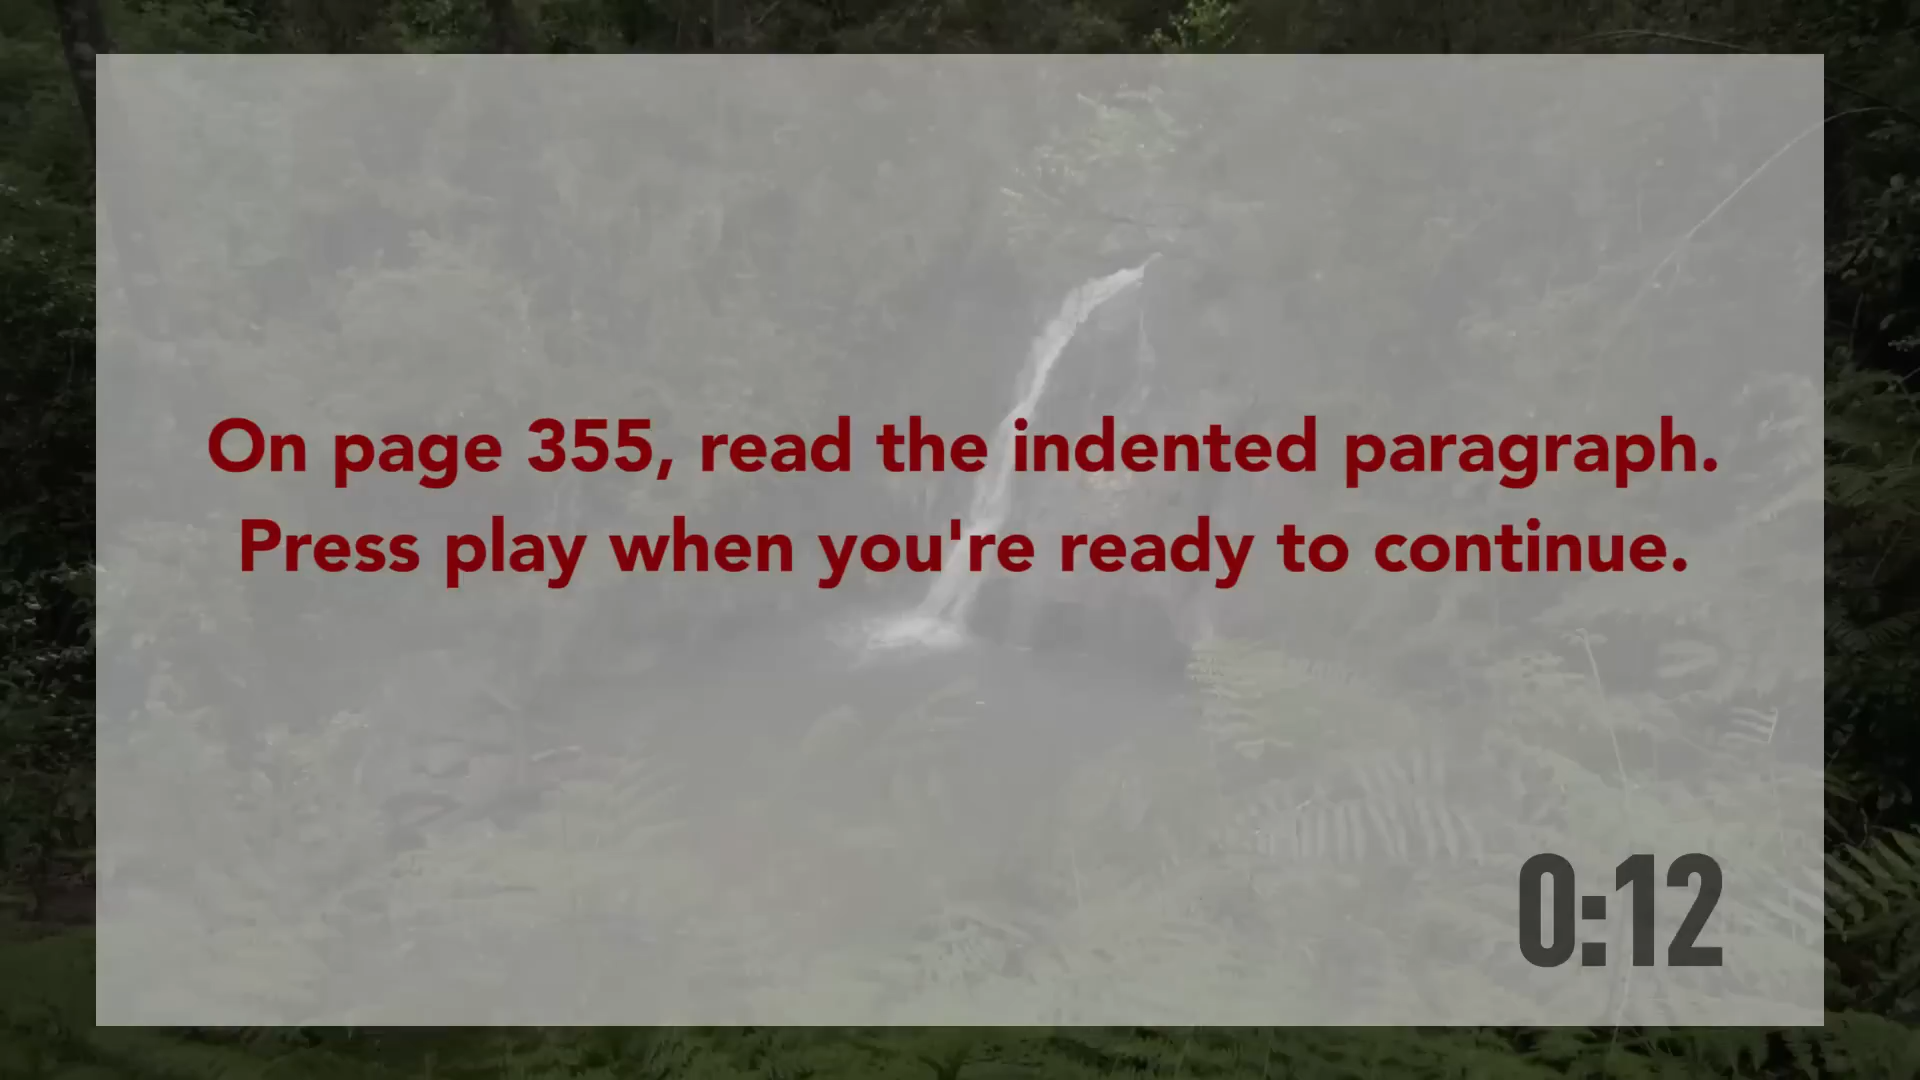 On page 355, read the indented paragraph.
Press play when you're ready to continue.
0:12